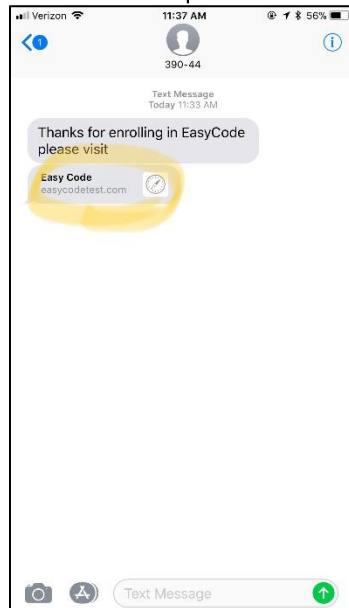 Verizon 11:37 AM 56%
1
390-44
Text Message
Today 11:33 AM
Thanks for enrolling in EasyCode
please visit
Easy Code
easycodetest.com
Text Message